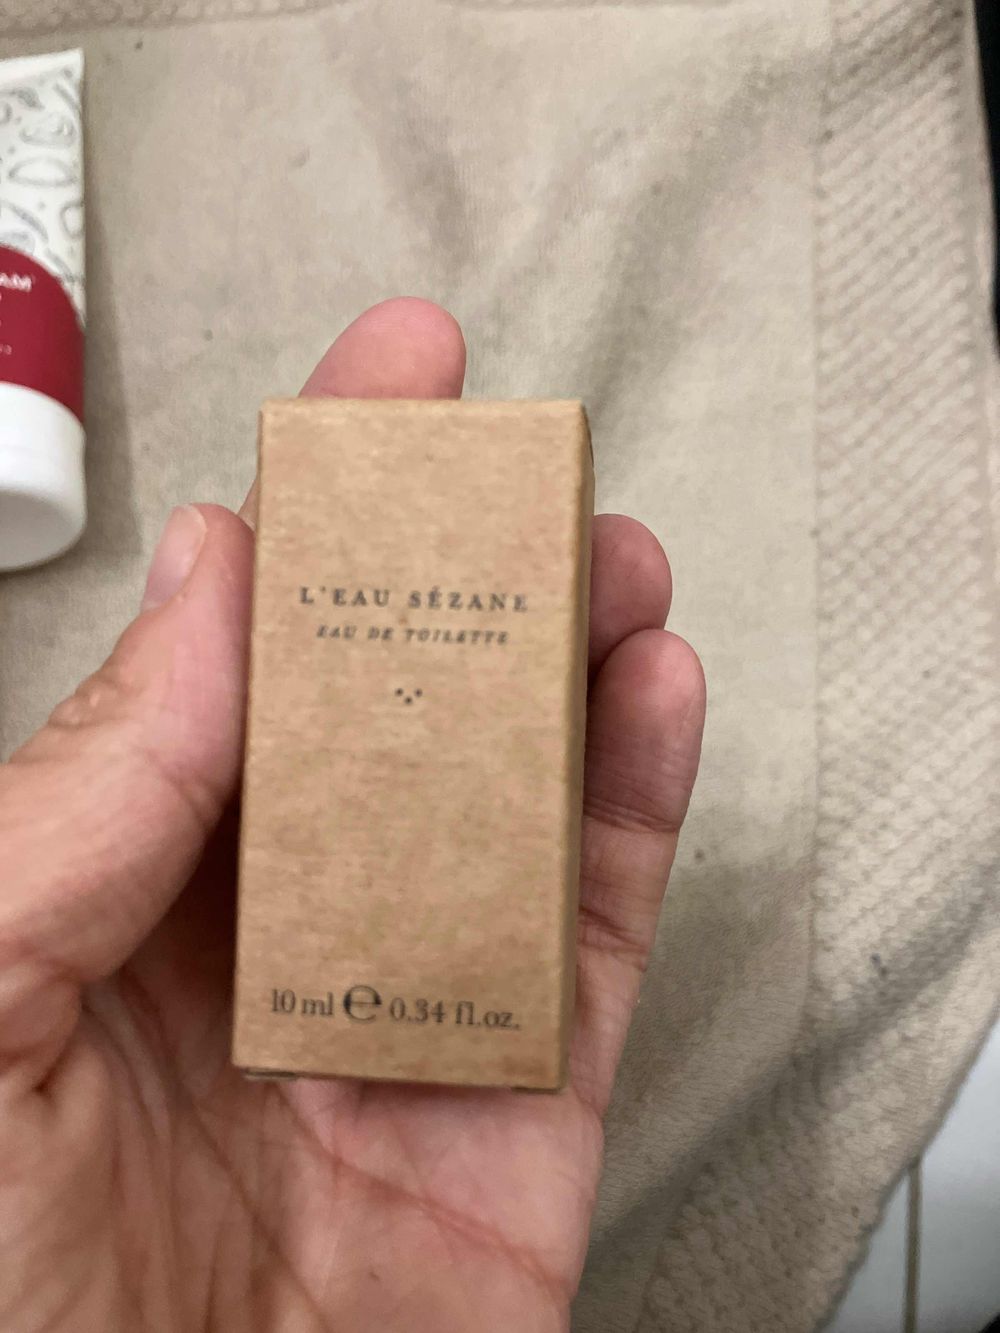 L'EAU SÉZANE
EAU DE TOILETTE
10 ml ℮ 0.34 fl.oz.